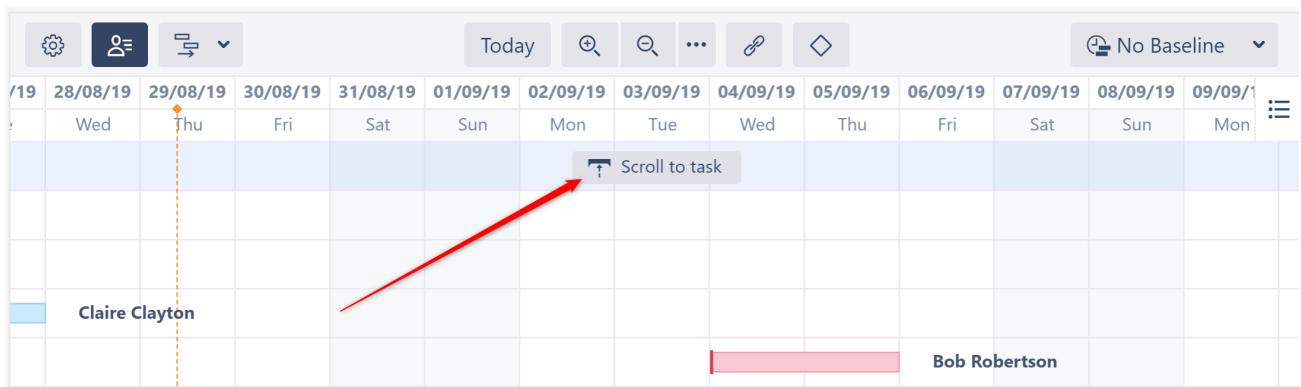 Today
No Baseline
/19 28/08/19 29/08/19 30/08/19 31/08/19 01/09/19 02/09/19 03/09/19 04/09/19 05/09/19 06/09/19 07/09/19 08/09/19 09/09/1
Wed Thu Fri Sat Sun Mon Tue Wed Thu Fri Sat Sun Mon
Scroll to task
Claire Clayton
Bob Robertson